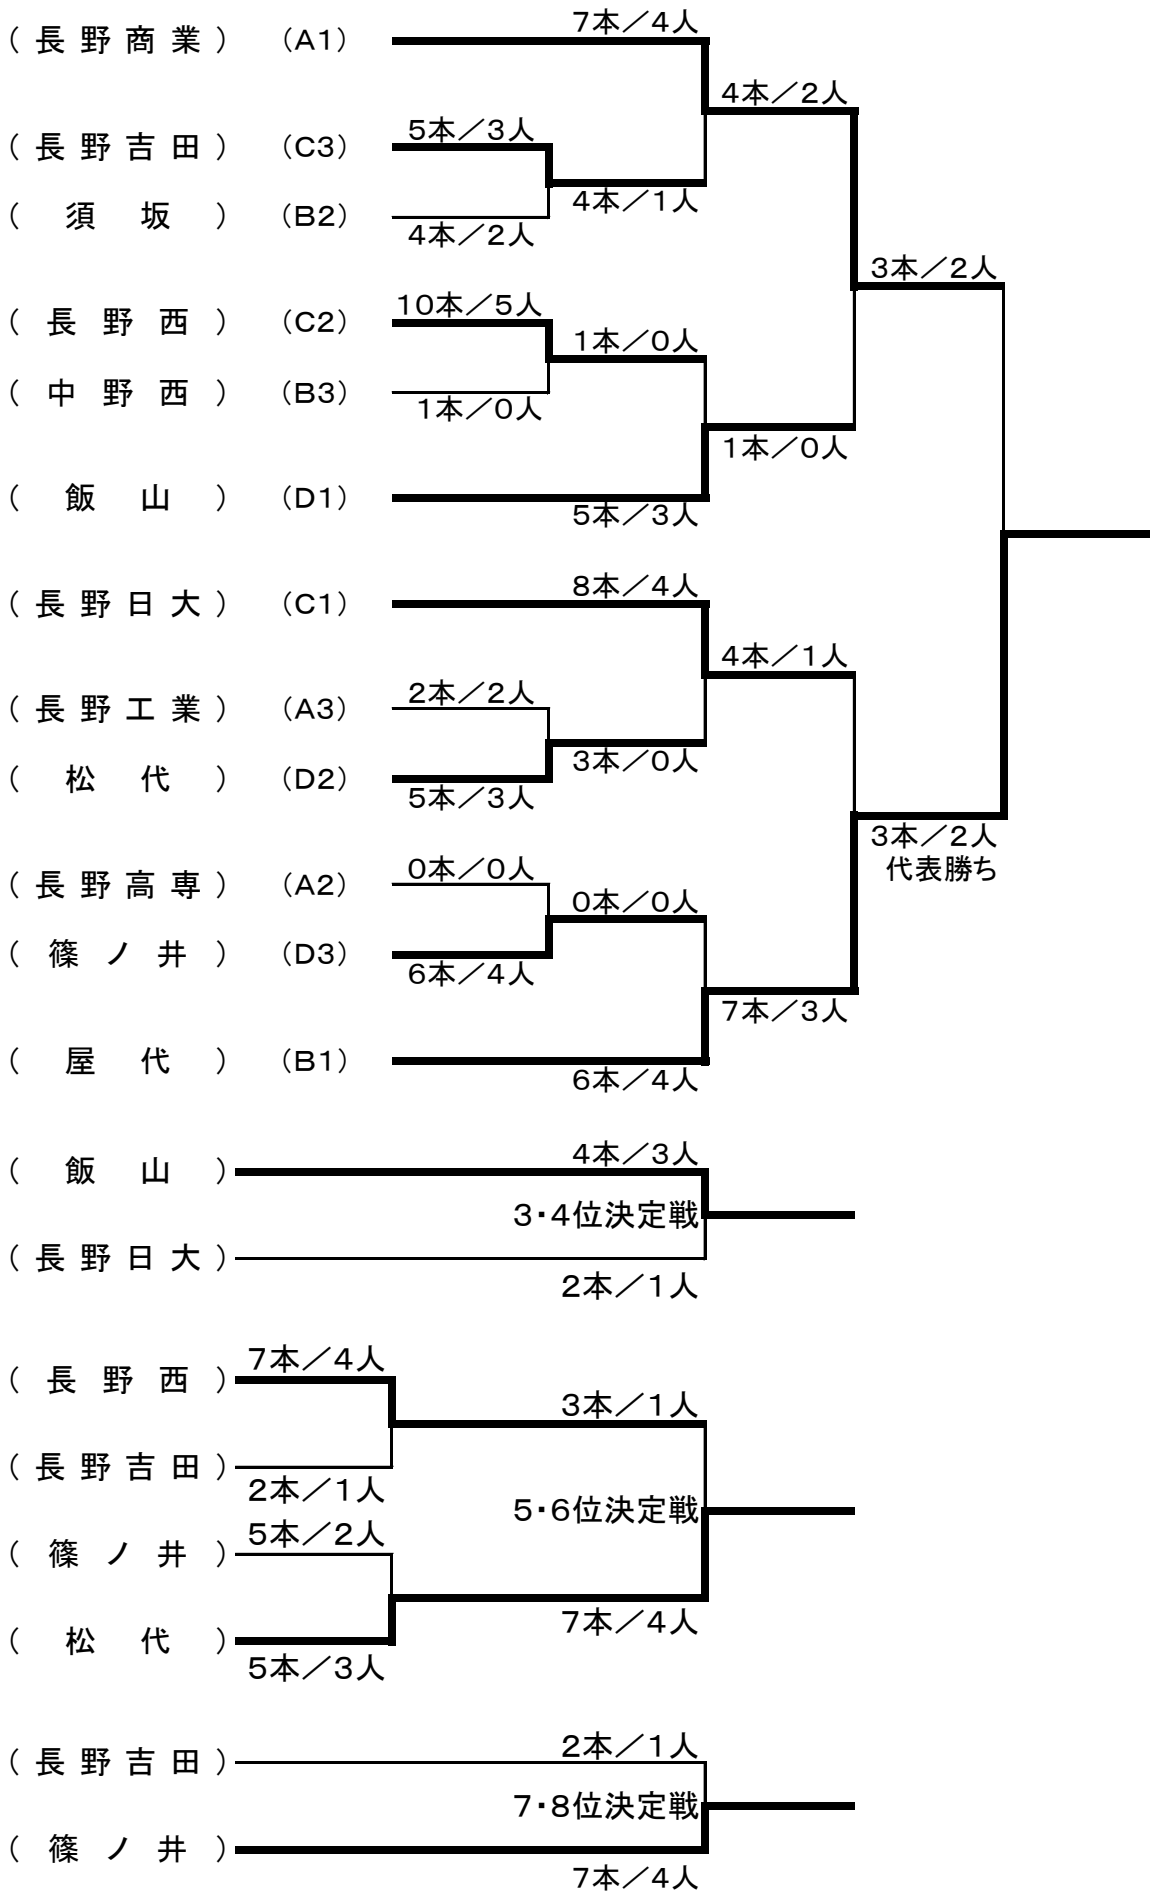 7本／4人
(長野商業) (A1)
4本／2人
5本／3人
(長野吉田) (C3)
4本／1人
(須坂) (B2)
4本／2人
3本／2人
10本／5人
(長野西) (C2)
1本／0人
(中野西) (B3)
1本／0人
1本／0人
(飯山) (D1)
5本／3人
8本／4人
(長野日大) (C1)
4本／1人
2本／2人
(長野工業) (A3)
3本／0人
(松代) (D2)
5本／3人
3本／2人
代表勝ち
0本／0人
(長野高専) (A2)
0本／0人
(篠ノ井) (D3)
6本／4人
7本／3人
(屋代) (B1)
6本／4人
4本／3人
(飯山)
3・4位決定戦
(長野日大)
2本／1人
7本／4人
(長野西)
3本／1人
(長野吉田)
2本／1人
5・6位決定戦
5本／2人
(篠ノ井)
7本／4人
(松代)
5本／3人
2本／1人
(長野吉田)
7・8位決定戦
(篠ノ井)
7本／4人